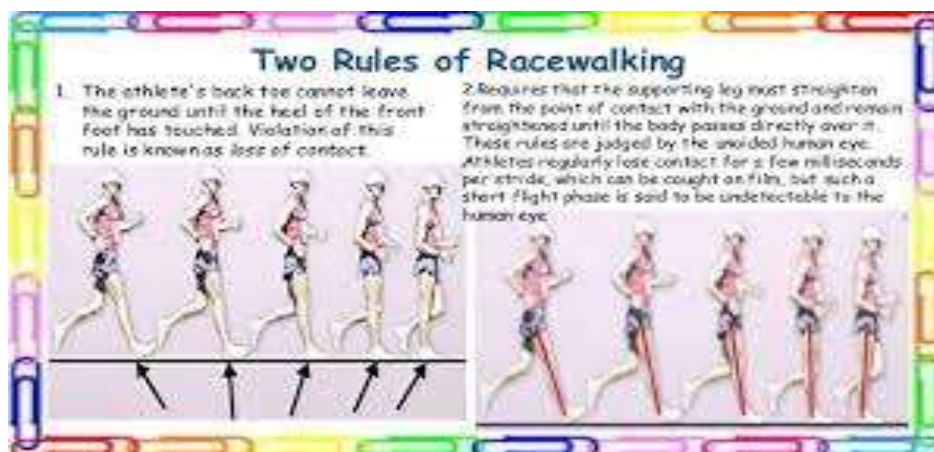 Two Rules of Racewalking
1. The athlete's back toe cannot leave
the ground until the heel of the front
foot has touched. Violation of this
rule is known as loss of contact.
2.Requires that the supporting leg must straighten
from the point of contact with the ground and remain
straightened until the body passes directly over it.
These rules are judged by the unaided human eye.
Athletes regularly lose contact for a few milliseconds
per stride, which can be caught on film, but such a
short flight phase is said to be undetectable to the
human eye